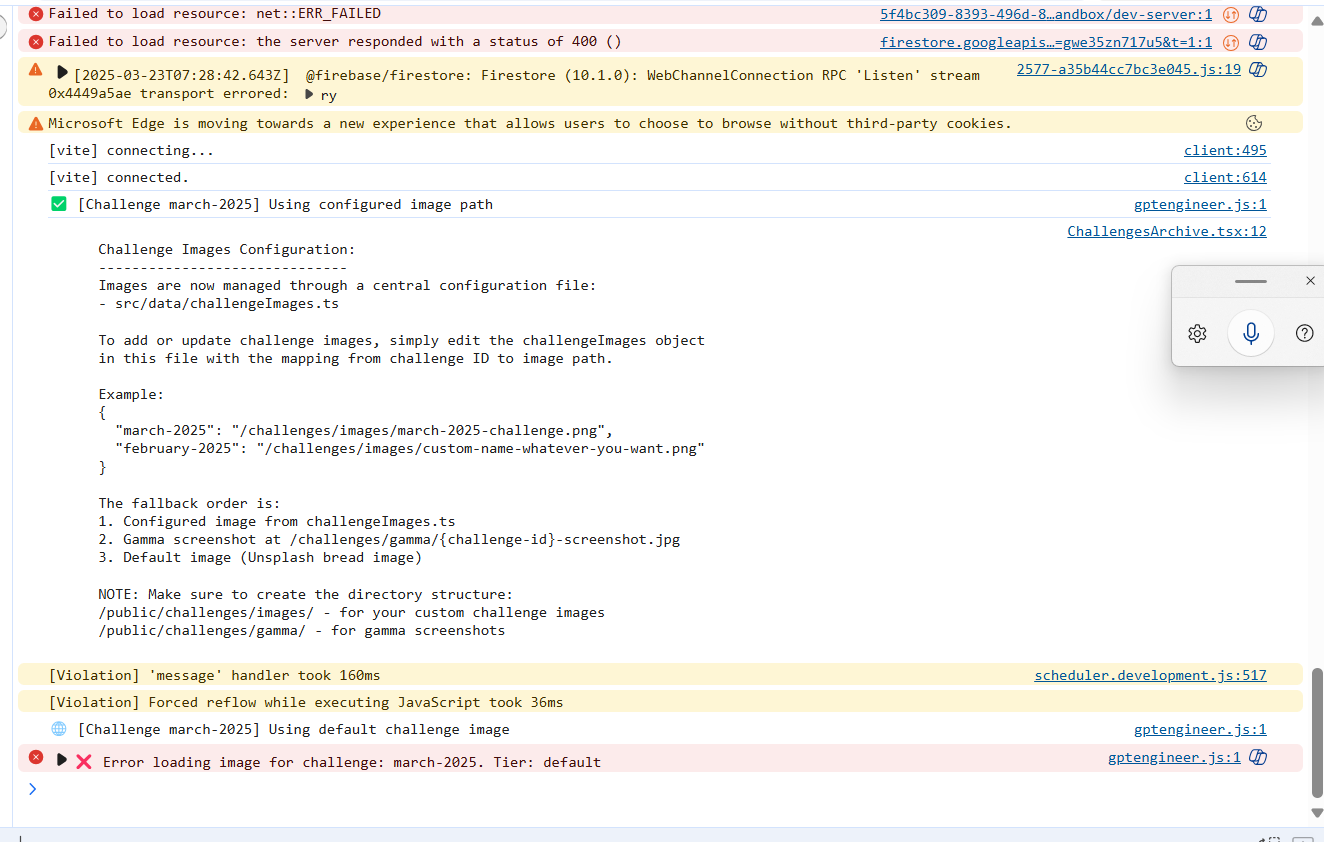 Failed to load resource: net::ERR_FAILED 5f4bc309-8393-496d-8…andbox/dev-server:1
Failed to load resource: the server responded with a status of 400 () firestore.googleapis…=gwe35zn717u5&t=1:1
[2025-03-23T07:28:42.643Z]  @firebase/firestore: Firestore (10.1.0): WebChannelConnection RPC 'Listen' stream 2577-a35b44cc7bc3e045.js:19
0x4449a5ae transport errored: ry
Microsoft Edge is moving towards a new experience that allows users to choose to browse without third-party cookies.
[vite] connecting... client:495
[vite] connected. client:614
✅ [Challenge march-2025] Using configured image path gptengineer.js:1
ChallengesArchive.tsx:12
Challenge Images Configuration:
------------------------------
Images are now managed through a central configuration file:
- src/data/challengeImages.ts
To add or update challenge images, simply edit the challengeImages object
in this file with the mapping from challenge ID to image path.
Example:
{
"march-2025": "/challenges/images/march-2025-challenge.png",
"february-2025": "/challenges/images/custom-name-whatever-you-want.png"
}
The fallback order is:
1. Configured image from challengeImages.ts
2. Gamma screenshot at /challenges/gamma/{challenge-id}-screenshot.jpg
3. Default image (Unsplash bread image)
NOTE: Make sure to create the directory structure:
/public/challenges/images/ - for your custom challenge images
/public/challenges/gamma/ - for gamma screenshots
[Violation] 'message' handler took 160ms scheduler.development.js:517
[Violation] Forced reflow while executing JavaScript took 36ms
🌐 [Challenge march-2025] Using default challenge image gptengineer.js:1
❌ Error loading image for challenge: march-2025. Tier: default gptengineer.js:1